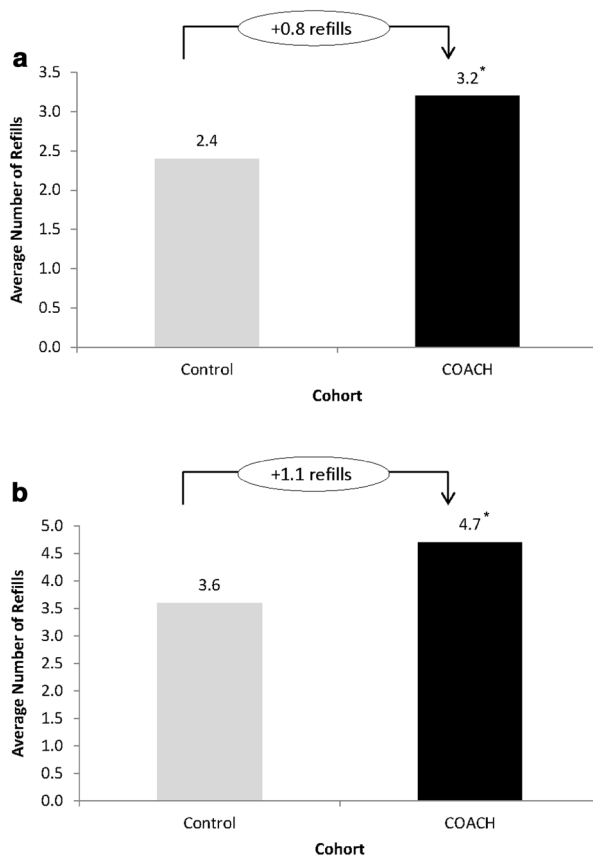 +0.8 refills
a
3.5
3.2*
3.0
2.5
2.4
2.0
1.5
1.0
0.5
0.0
Average Number of Refills
Control
COACH
Cohort
+1.1 refills
b
5.0
4.7*
4.5
4.0
3.6
3.5
3.0
2.5
2.0
1.5
1.0
0.5
0.0
Average Number of Refills
Control
COACH
Cohort